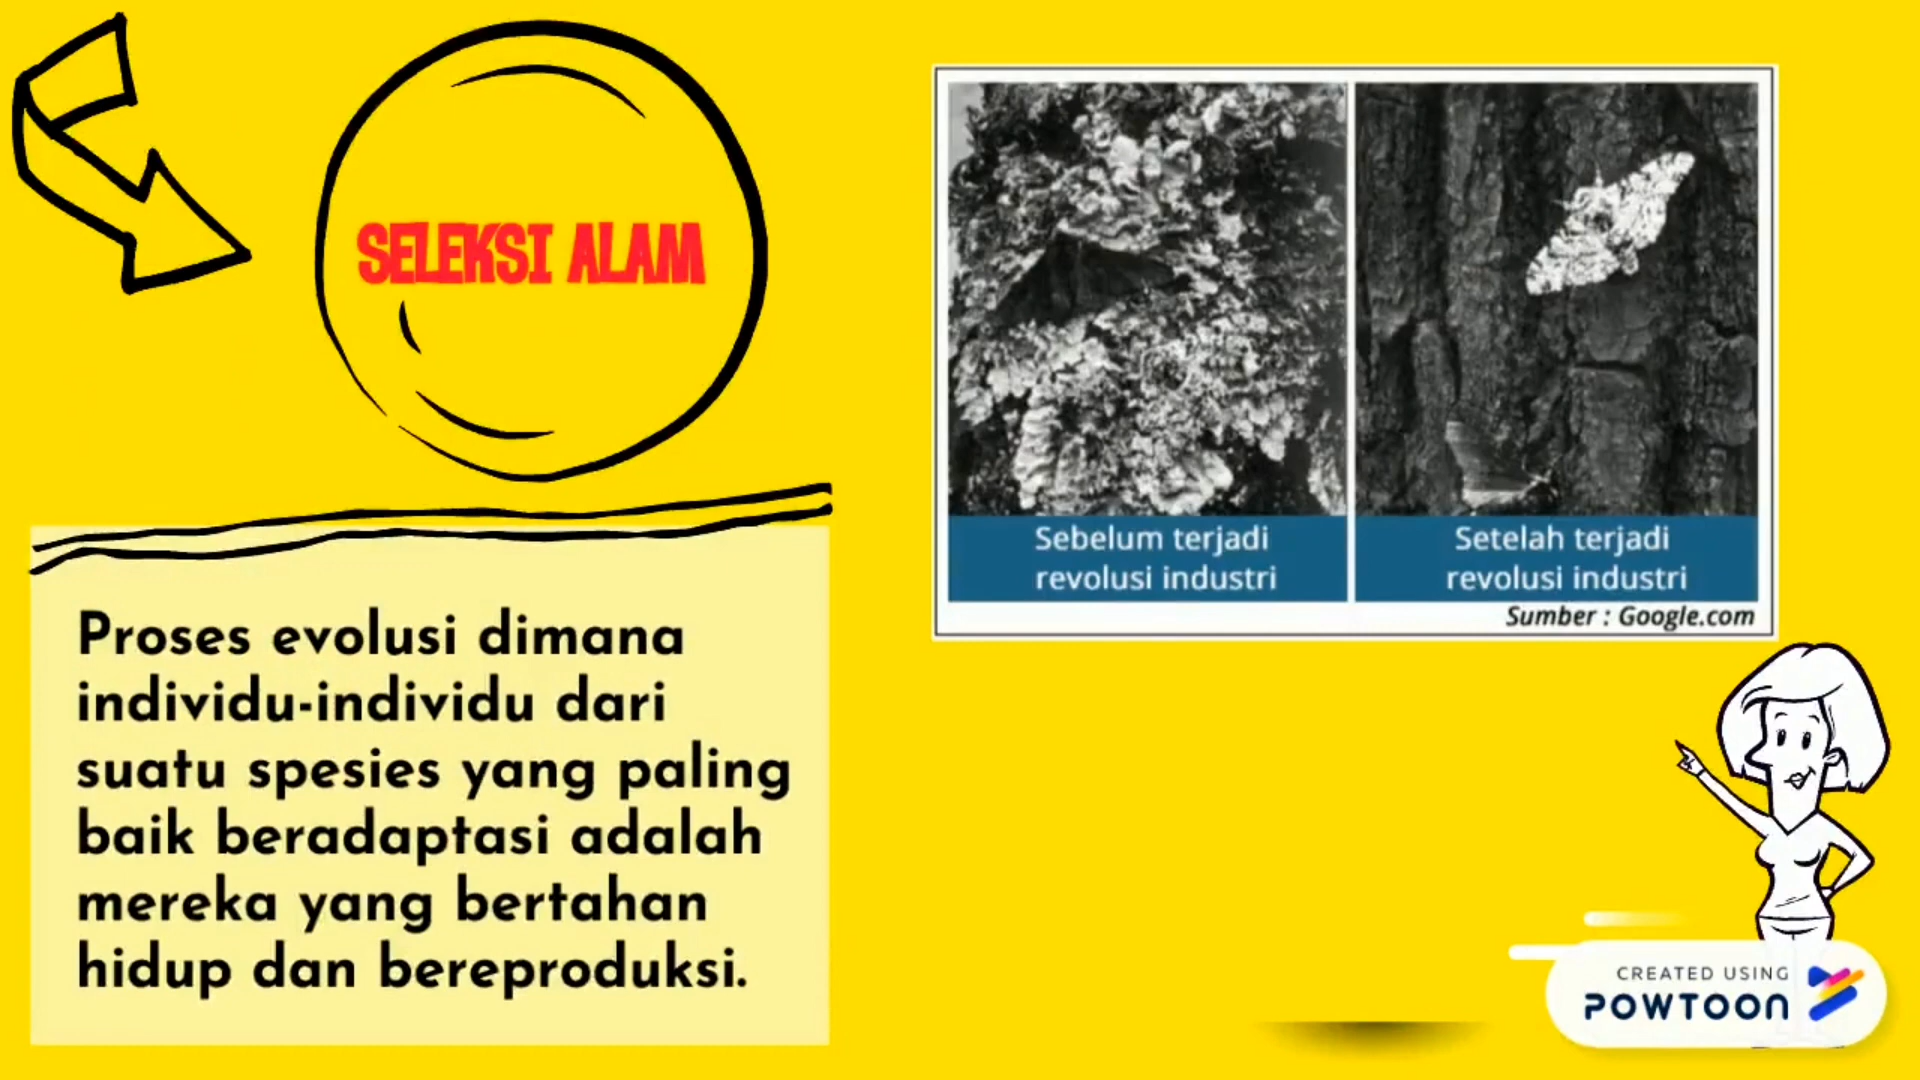 SELEKSI ALAM
Proses evolusi dimana
individu-individu dari
suatu spesies yang paling
baik beradaptasi adalah
mereka yang bertahan
hidup dan bereproduksi.
Sebelum terjadi
revolusi industri
Setelah terjadi
revolusi industri
Sumber : Google.com
CREATED USING
POWTOON